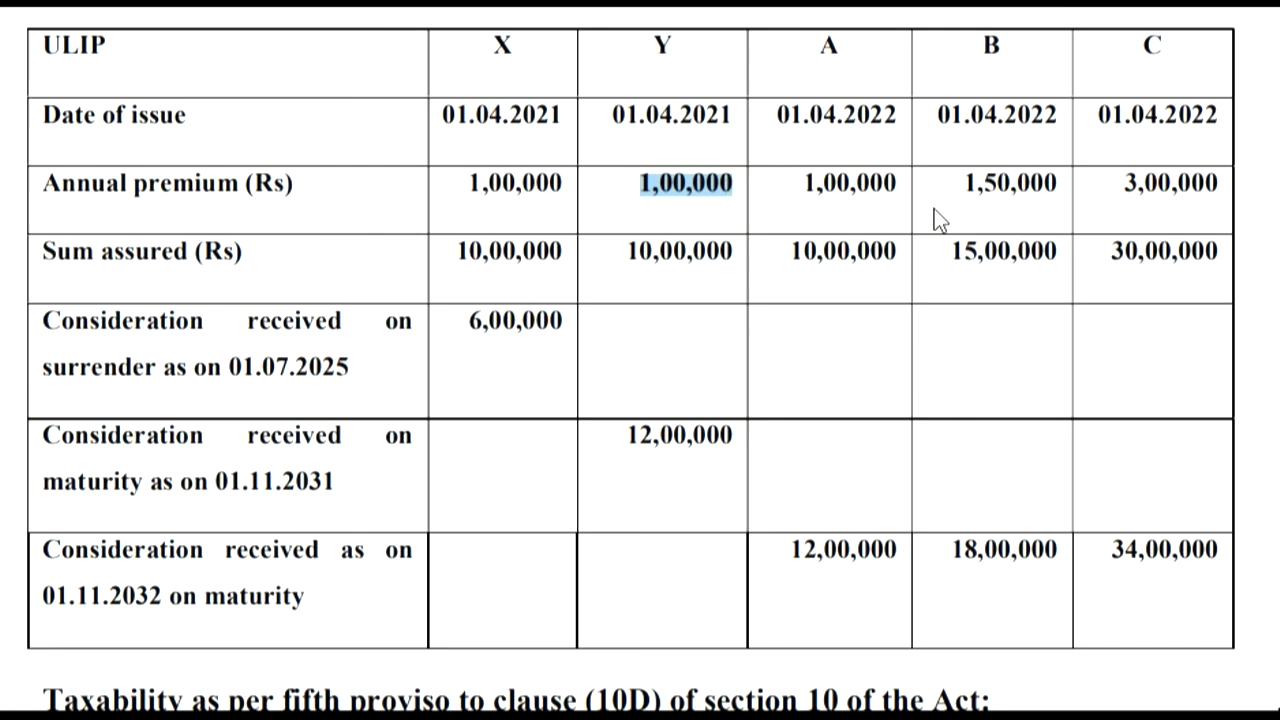 ULIP X Y A B C
Date of issue 01.04.2021 01.04.2021 01.04.2022 01.04.2022 01.04.2022
Annual premium (Rs) 1,00,000 1,00,000 1,00,000 1,50,000 3,00,000
Sum assured (Rs) 10,00,000 10,00,000 10,00,000 15,00,000 30,00,000
Consideration received on 6,00,000
surrender as on 01.07.2025
Consideration received on 12,00,000
maturity as on 01.11.2031
Consideration received as on 12,00,000 18,00,000 34,00,000
01.11.2032 on maturity
Taxability as per fifth proviso to clause (10D) of section 10 of the Act: